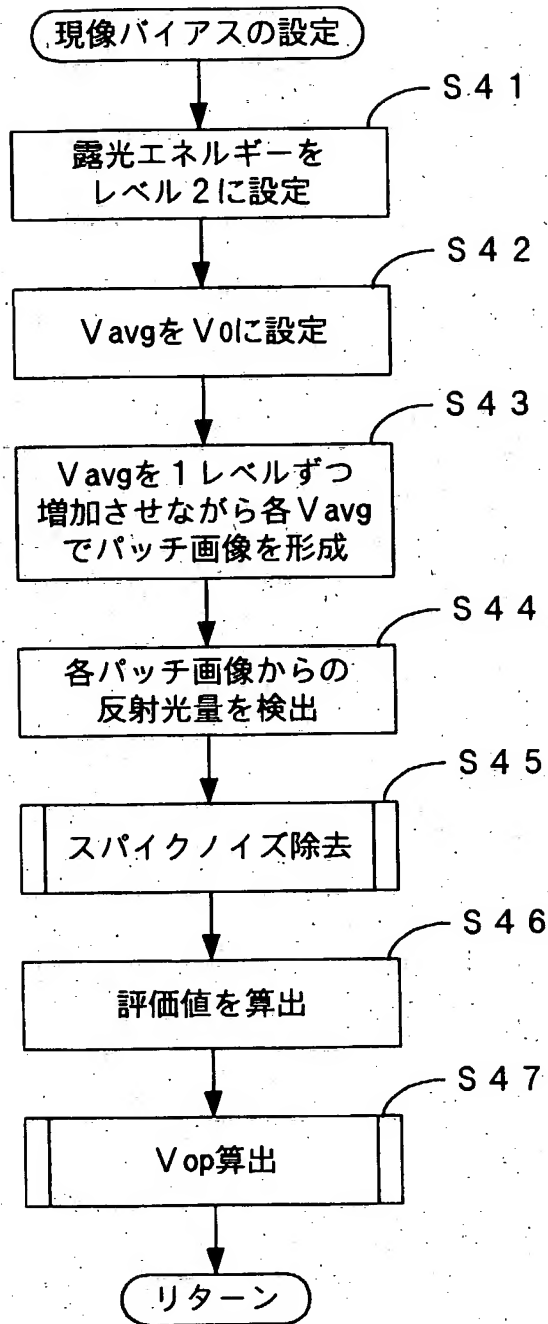 現像バイアスの設定
S41
露光エネルギーを
レベル2に設定
S42
VavgをV0に設定
S43
Vavgを1レベルずつ
増加させながら各Vavg
でパッチ画像を形成
S44
各パッチ画像からの
反射光量を検出
S45
スパイクノイズ除去
S46
評価値を算出
S47
Vop算出
リターン